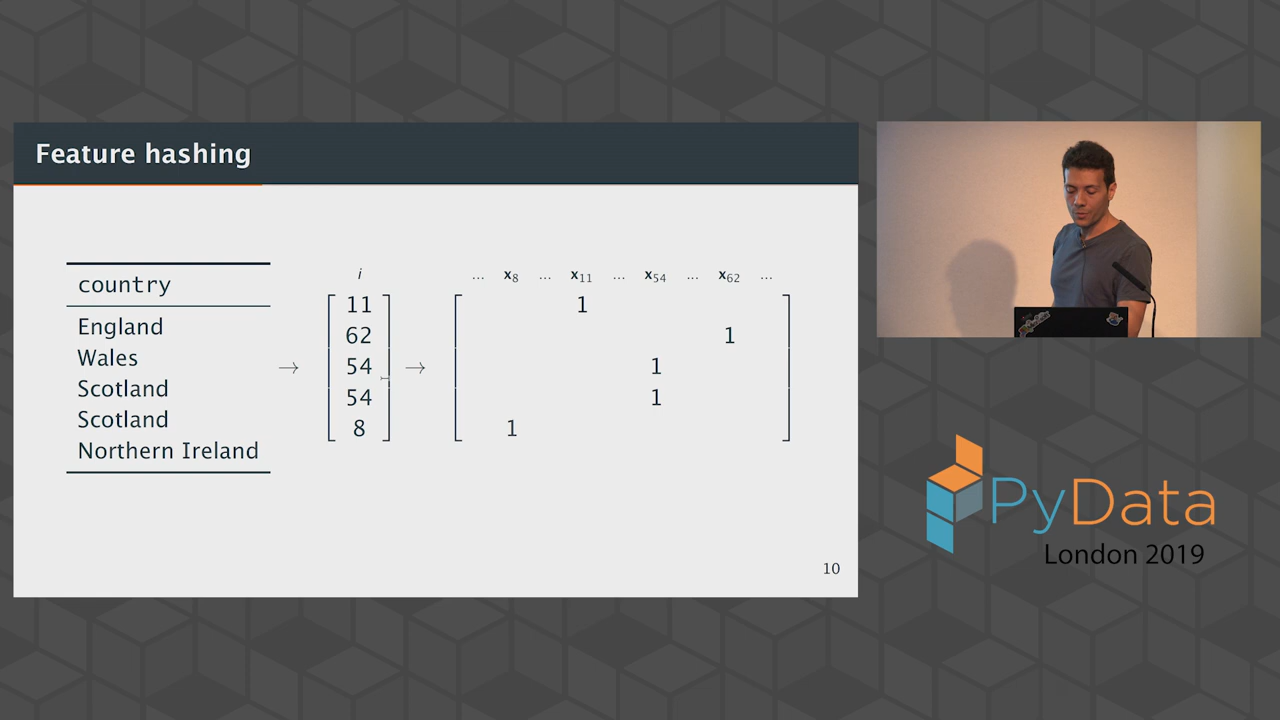 Feature hashing
country
England
Wales
Scotland
Scotland
Northern Ireland
→
i
11
62
54
54
8
→
... x8 ... x11 ... x54 ... x62 ...
1
1
1
1
1
10
PyData
London 2019